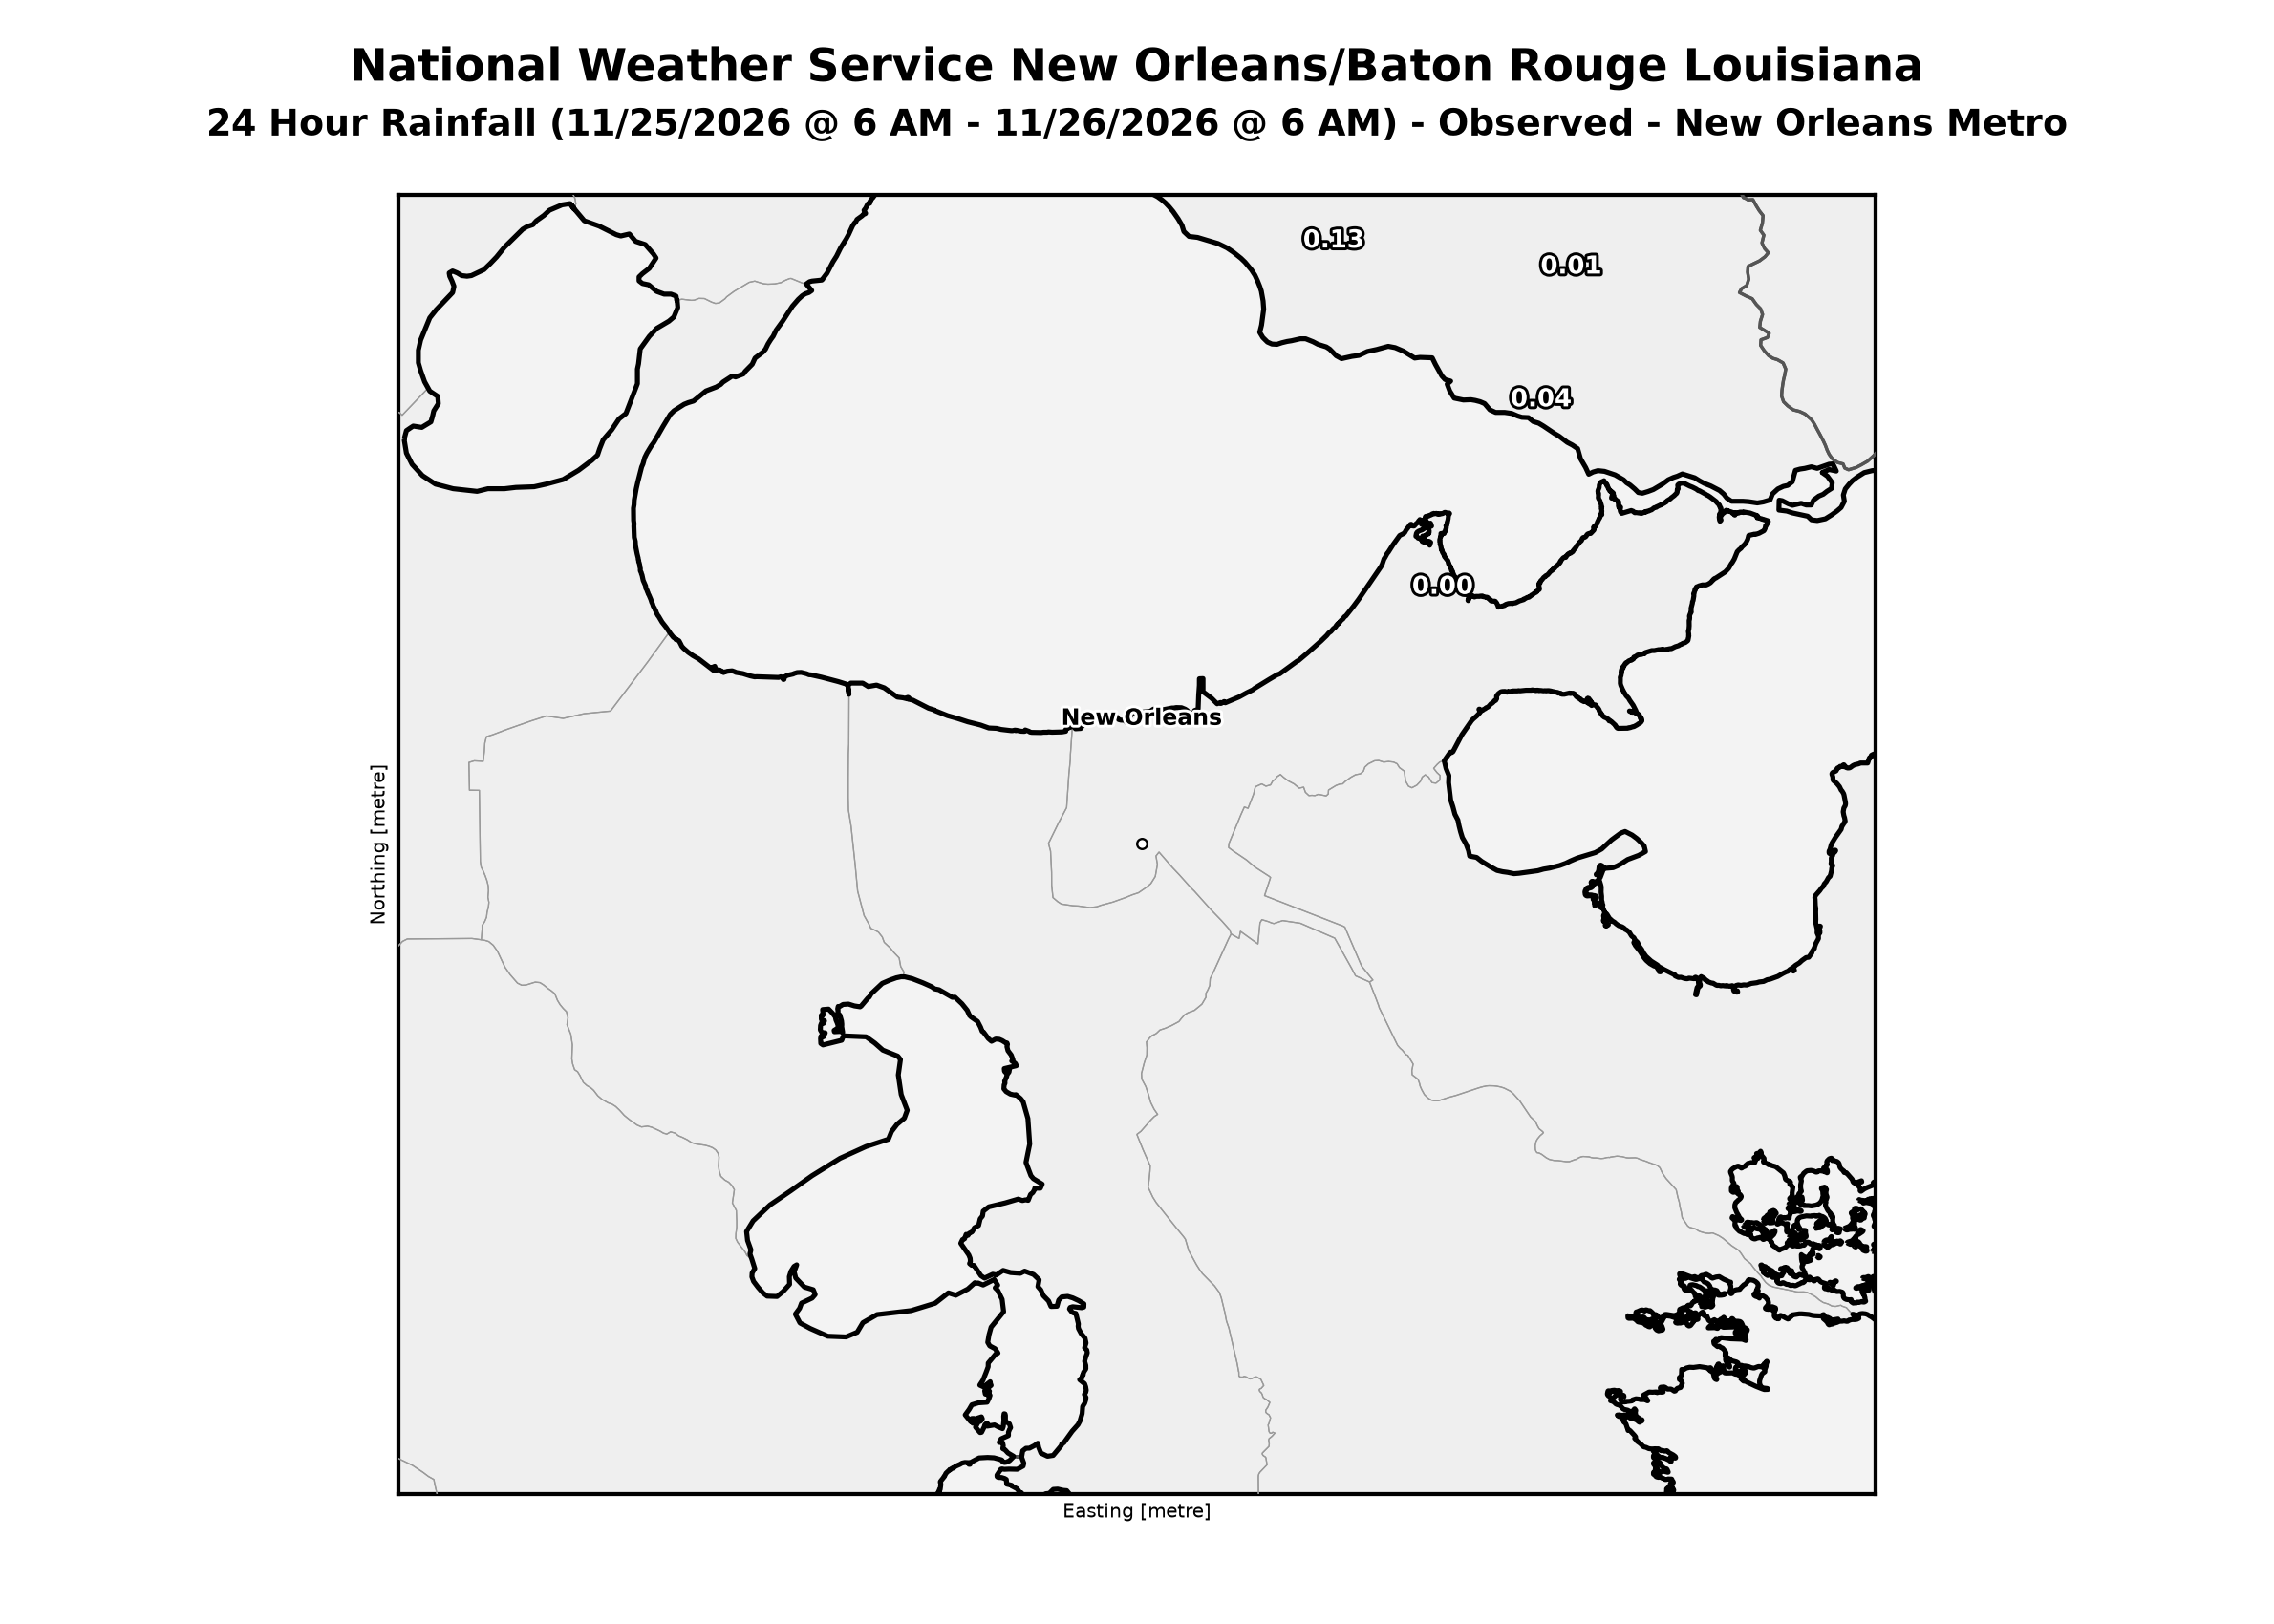 National Weather Service New Orleans/Baton Rouge Louisiana
24 Hour Rainfall (11/25/2026 @ 6 AM - 11/26/2026 @ 6 AM) - Observed - New Orleans Metro
0.13
0.01
0.04
0.00
New Orleans
Northing [metre]
Easting [metre]